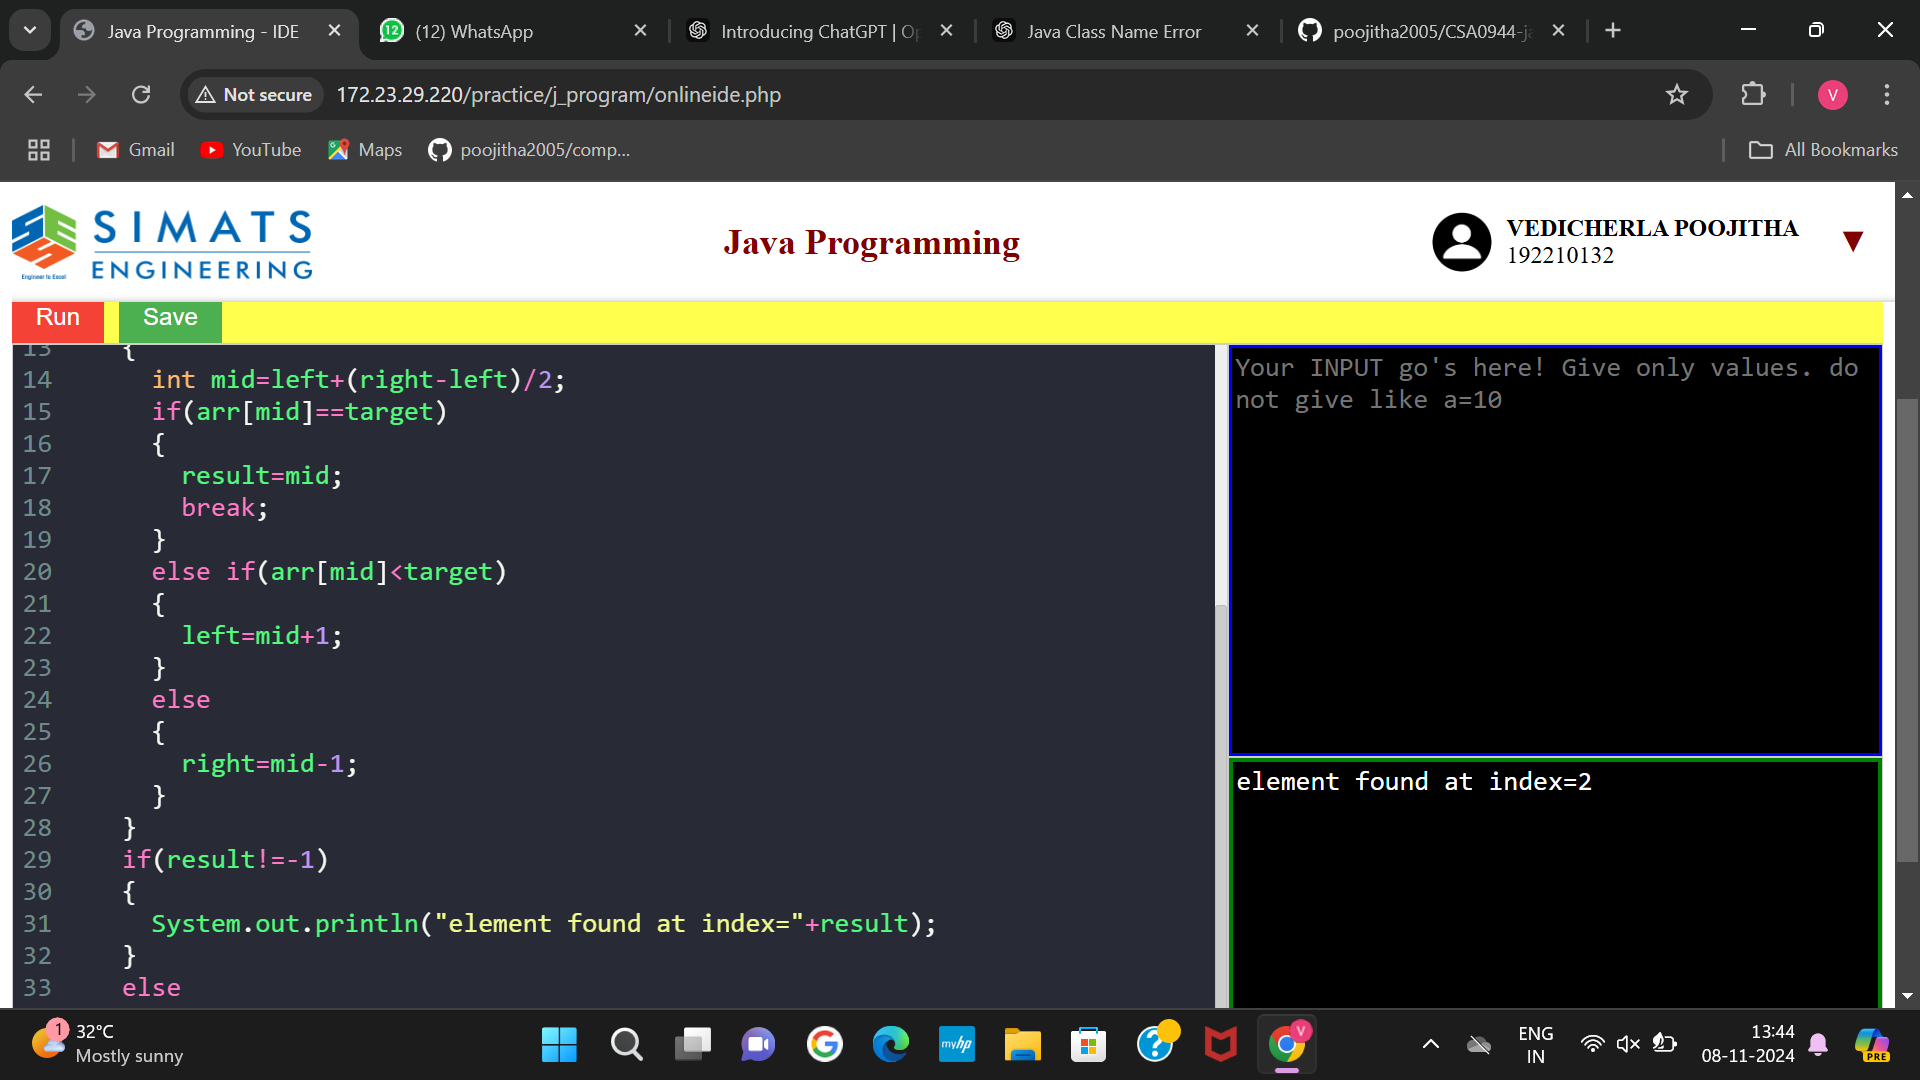 Java Programming - IDE
12
(12) WhatsApp
Introducing ChatGPT | Op
Java Class Name Error
poojitha2005/CSA0944-ja
Not secure
172.23.29.220/practice/j_program/onlineide.php
V
Gmail
YouTube
Maps
poojitha2005/comp...
All Bookmarks
SIMATS
ENGINEERING
Engineer to Excel
Java Programming
VEDICHERLA POOJITHA
192210132
Run
Save
13 {
14 int mid=left+(right-left)/2;
15 if(arr[mid]==target)
16 {
17 result=mid;
18 break;
19 }
20 else if(arr[mid]<target)
21 {
22 left=mid+1;
23 }
24 else
25 {
26 right=mid-1;
27 }
28 }
29 if(result!=-1)
30 {
31 System.out.println("element found at index="+result);
32 }
33 else
Your INPUT go's here! Give only values. do
not give like a=10
element found at index=2
1
32°C
Mostly sunny
myhp
V
ENG
IN
13:44
08-11-2024
PRE